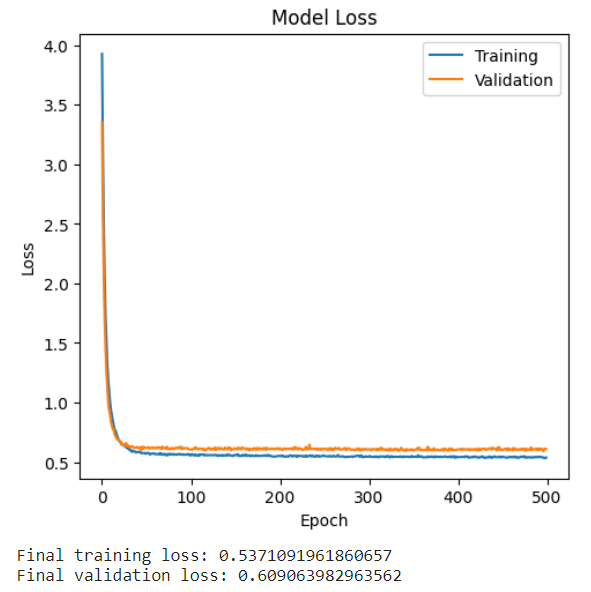 Model Loss
4.0
3.5
3.0
2.5
2.0
1.5
1.0
0.5
Loss
Training
Validation
0 100 200 300 400 500
Epoch
Final training loss: 0.5371091961860657
Final validation loss: 0.609063982963562